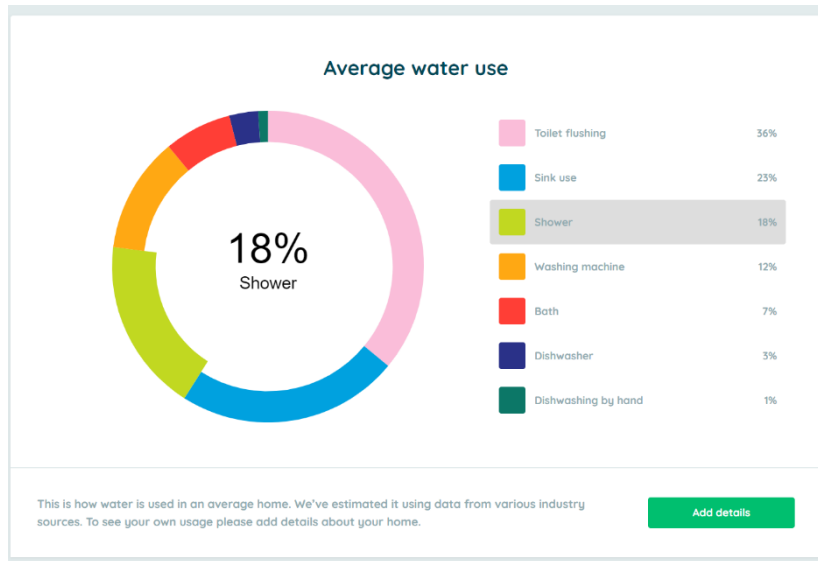 Average water use
18%
Shower
Toilet flushing 36%
Sink use 23%
Shower 18%
Washing machine 12%
Bath 7%
Dishwasher 3%
Dishwashing by hand 1%
This is how water is used in an average home. We've estimated it using data from various industry
sources. To see your own usage please add details about your home.
Add details